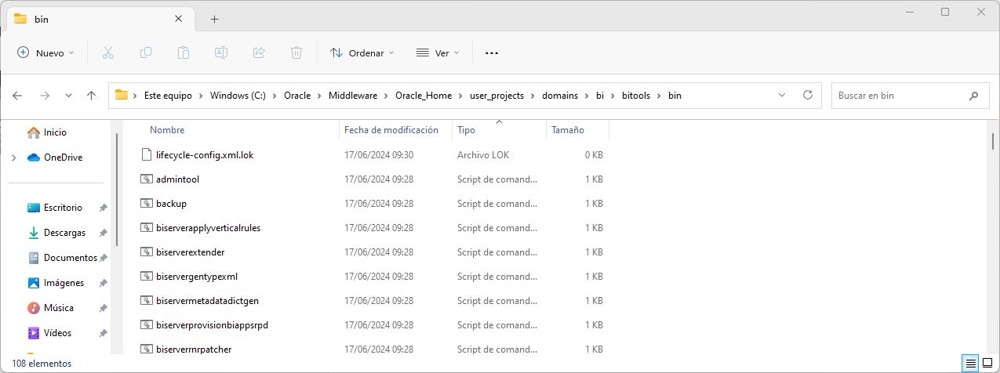 bin
Nuevo Ordenar Ver
Este equipo Windows (C:) Oracle Middleware Oracle_Home user_projects domains bi bitools bin Buscar en bin
Inicio
OneDrive
Escritorio
Descargas
Documentos
Imágenes
Música
Vídeos
Nombre Fecha de modificación Tipo Tamaño
lifecycle-config.xml.lok 17/06/2024 09:30 Archivo LOK 0 KB
admintool 17/06/2024 09:28 Script de comand... 1 KB
backup 17/06/2024 09:28 Script de comand... 1 KB
biserverapplyverticalrules 17/06/2024 09:28 Script de comand... 1 KB
biserverextender 17/06/2024 09:28 Script de comand... 1 KB
biservergentypexml 17/06/2024 09:28 Script de comand... 1 KB
biservermetadatadictgen 17/06/2024 09:28 Script de comand... 1 KB
biserverprovisionbiappsrpd 17/06/2024 09:28 Script de comand... 1 KB
biserverrnrpatcher 17/06/2024 09:28 Script de comand... 1 KB
108 elementos